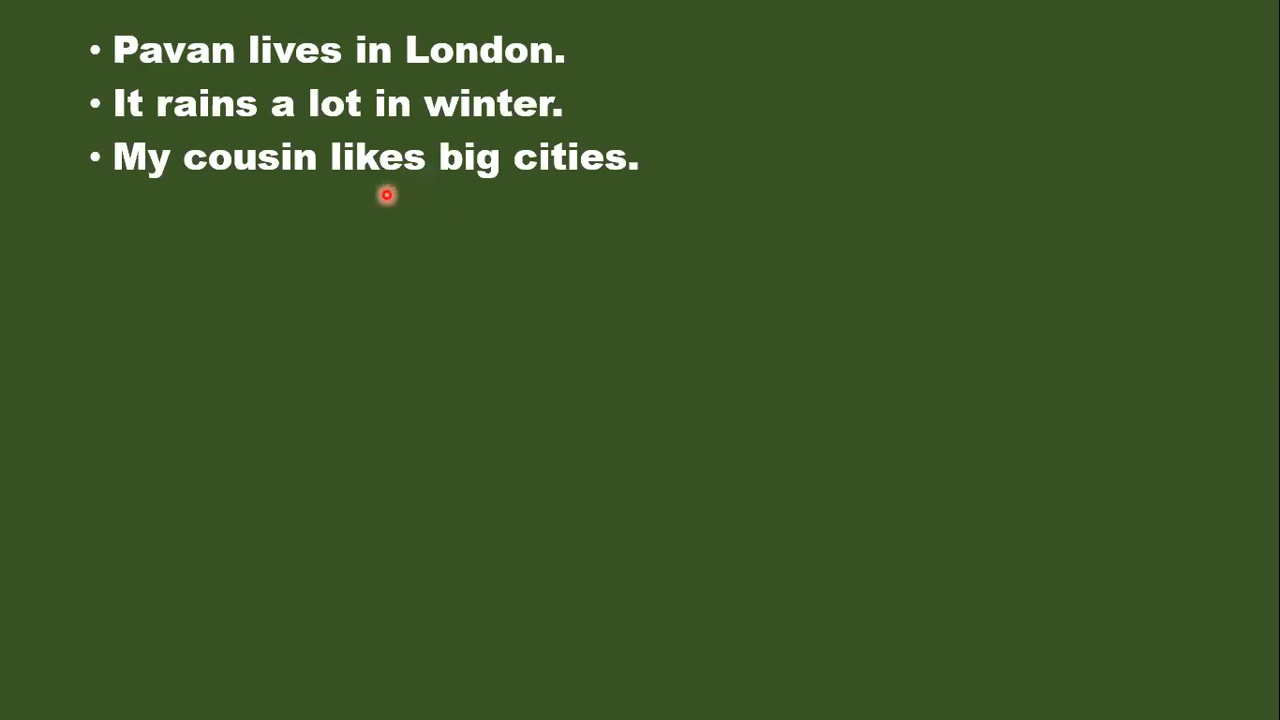 • Pavan lives in London.
• It rains a lot in winter.
• My cousin likes big cities.